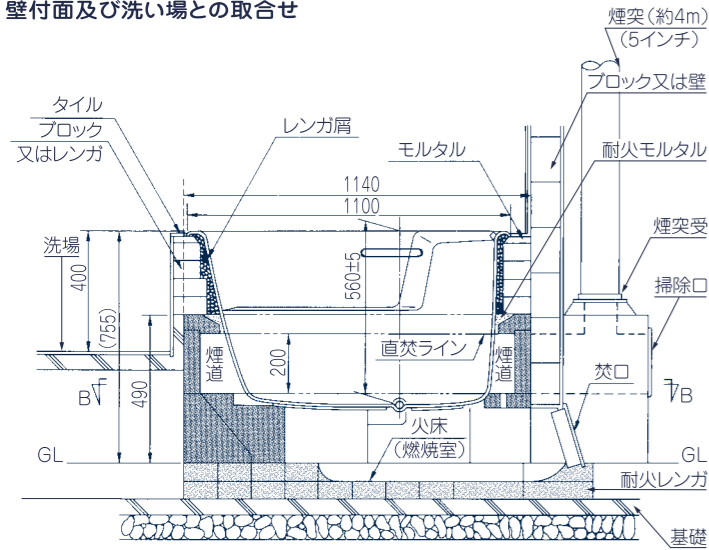 壁付面及び洗い場との取合せ
煙突(約4m)
(5インチ)
ブロック又は壁
タイル
ブロック
又はレンガ
レンガ屑
モルタル
耐火モルタル
1140
1100
煙突受
洗場
400
(755)
560±5
掃除口
490
煙道
200
直焚ライン
煙道
焚口
B
B
火床
(燃焼室)
GL
GL
耐火レンガ
基礎